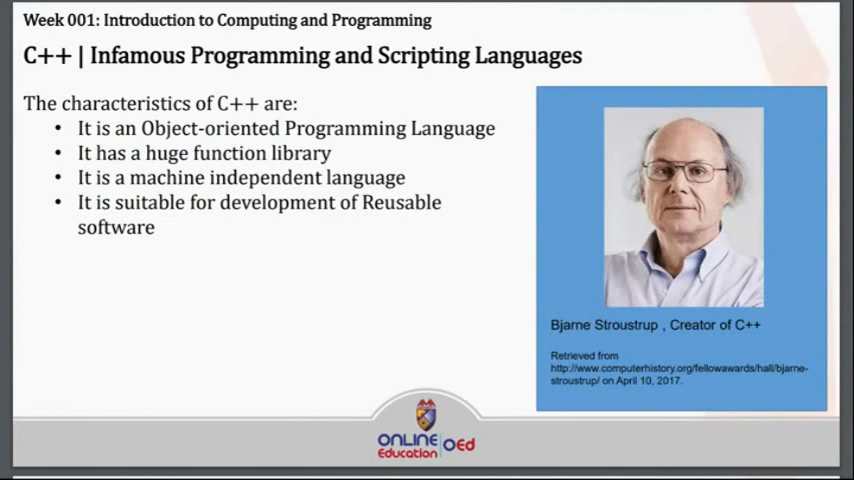 Week 001: Introduction to Computing and Programming
C++ | Infamous Programming and Scripting Languages
The characteristics of C++ are:
• It is an Object-oriented Programming Language
• It has a huge function library
• It is a machine independent language
• It is suitable for development of Reusable
software
Bjarne Stroustrup , Creator of C++
Retrieved from
http://www.computerhistory.org/fellowawards/hall/bjarne-
stroustrup/ on April 10, 2017.
ONLINE
Education
OEd